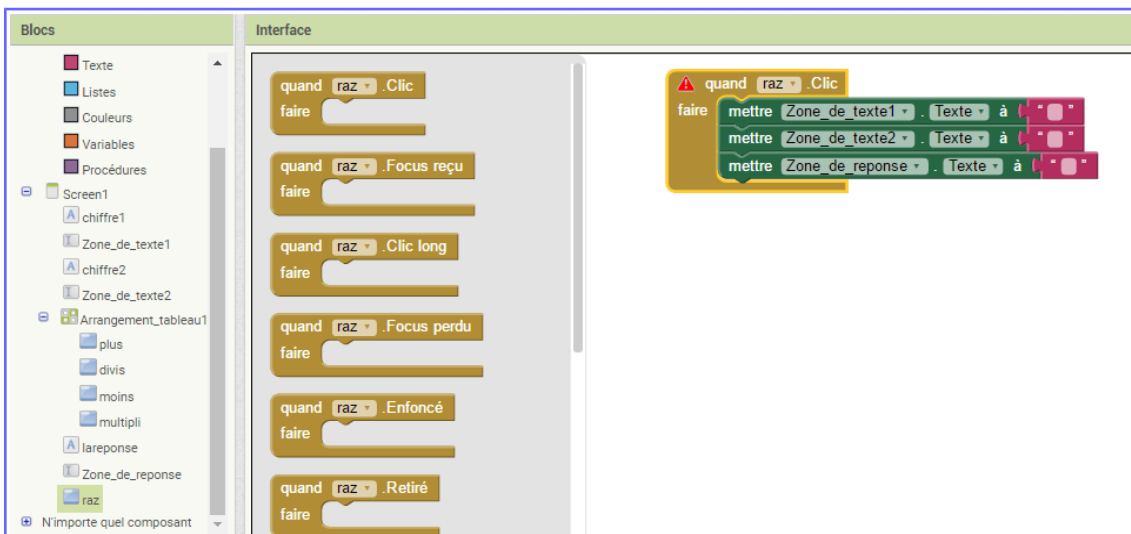 Blocs
Interface
Texte
Listes
Couleurs
Variables
Procédures
Screen1
chiffre1
Zone_de_texte1
chiffre2
Zone_de_texte2
Arrangement_tableau1
plus
divis
moins
multipli
lareponse
Zone_de_reponse
raz
N'importe quel composant
quand raz .Clic
faire
quand raz .Focus reçu
faire
quand raz .Clic long
faire
quand raz .Focus perdu
faire
quand raz .Enfoncé
faire
quand raz .Retiré
faire
quand raz .Clic
faire mettre Zone_de_texte1 . Texte à " "
mettre Zone_de_texte2 . Texte à " "
mettre Zone_de_reponse . Texte à " "